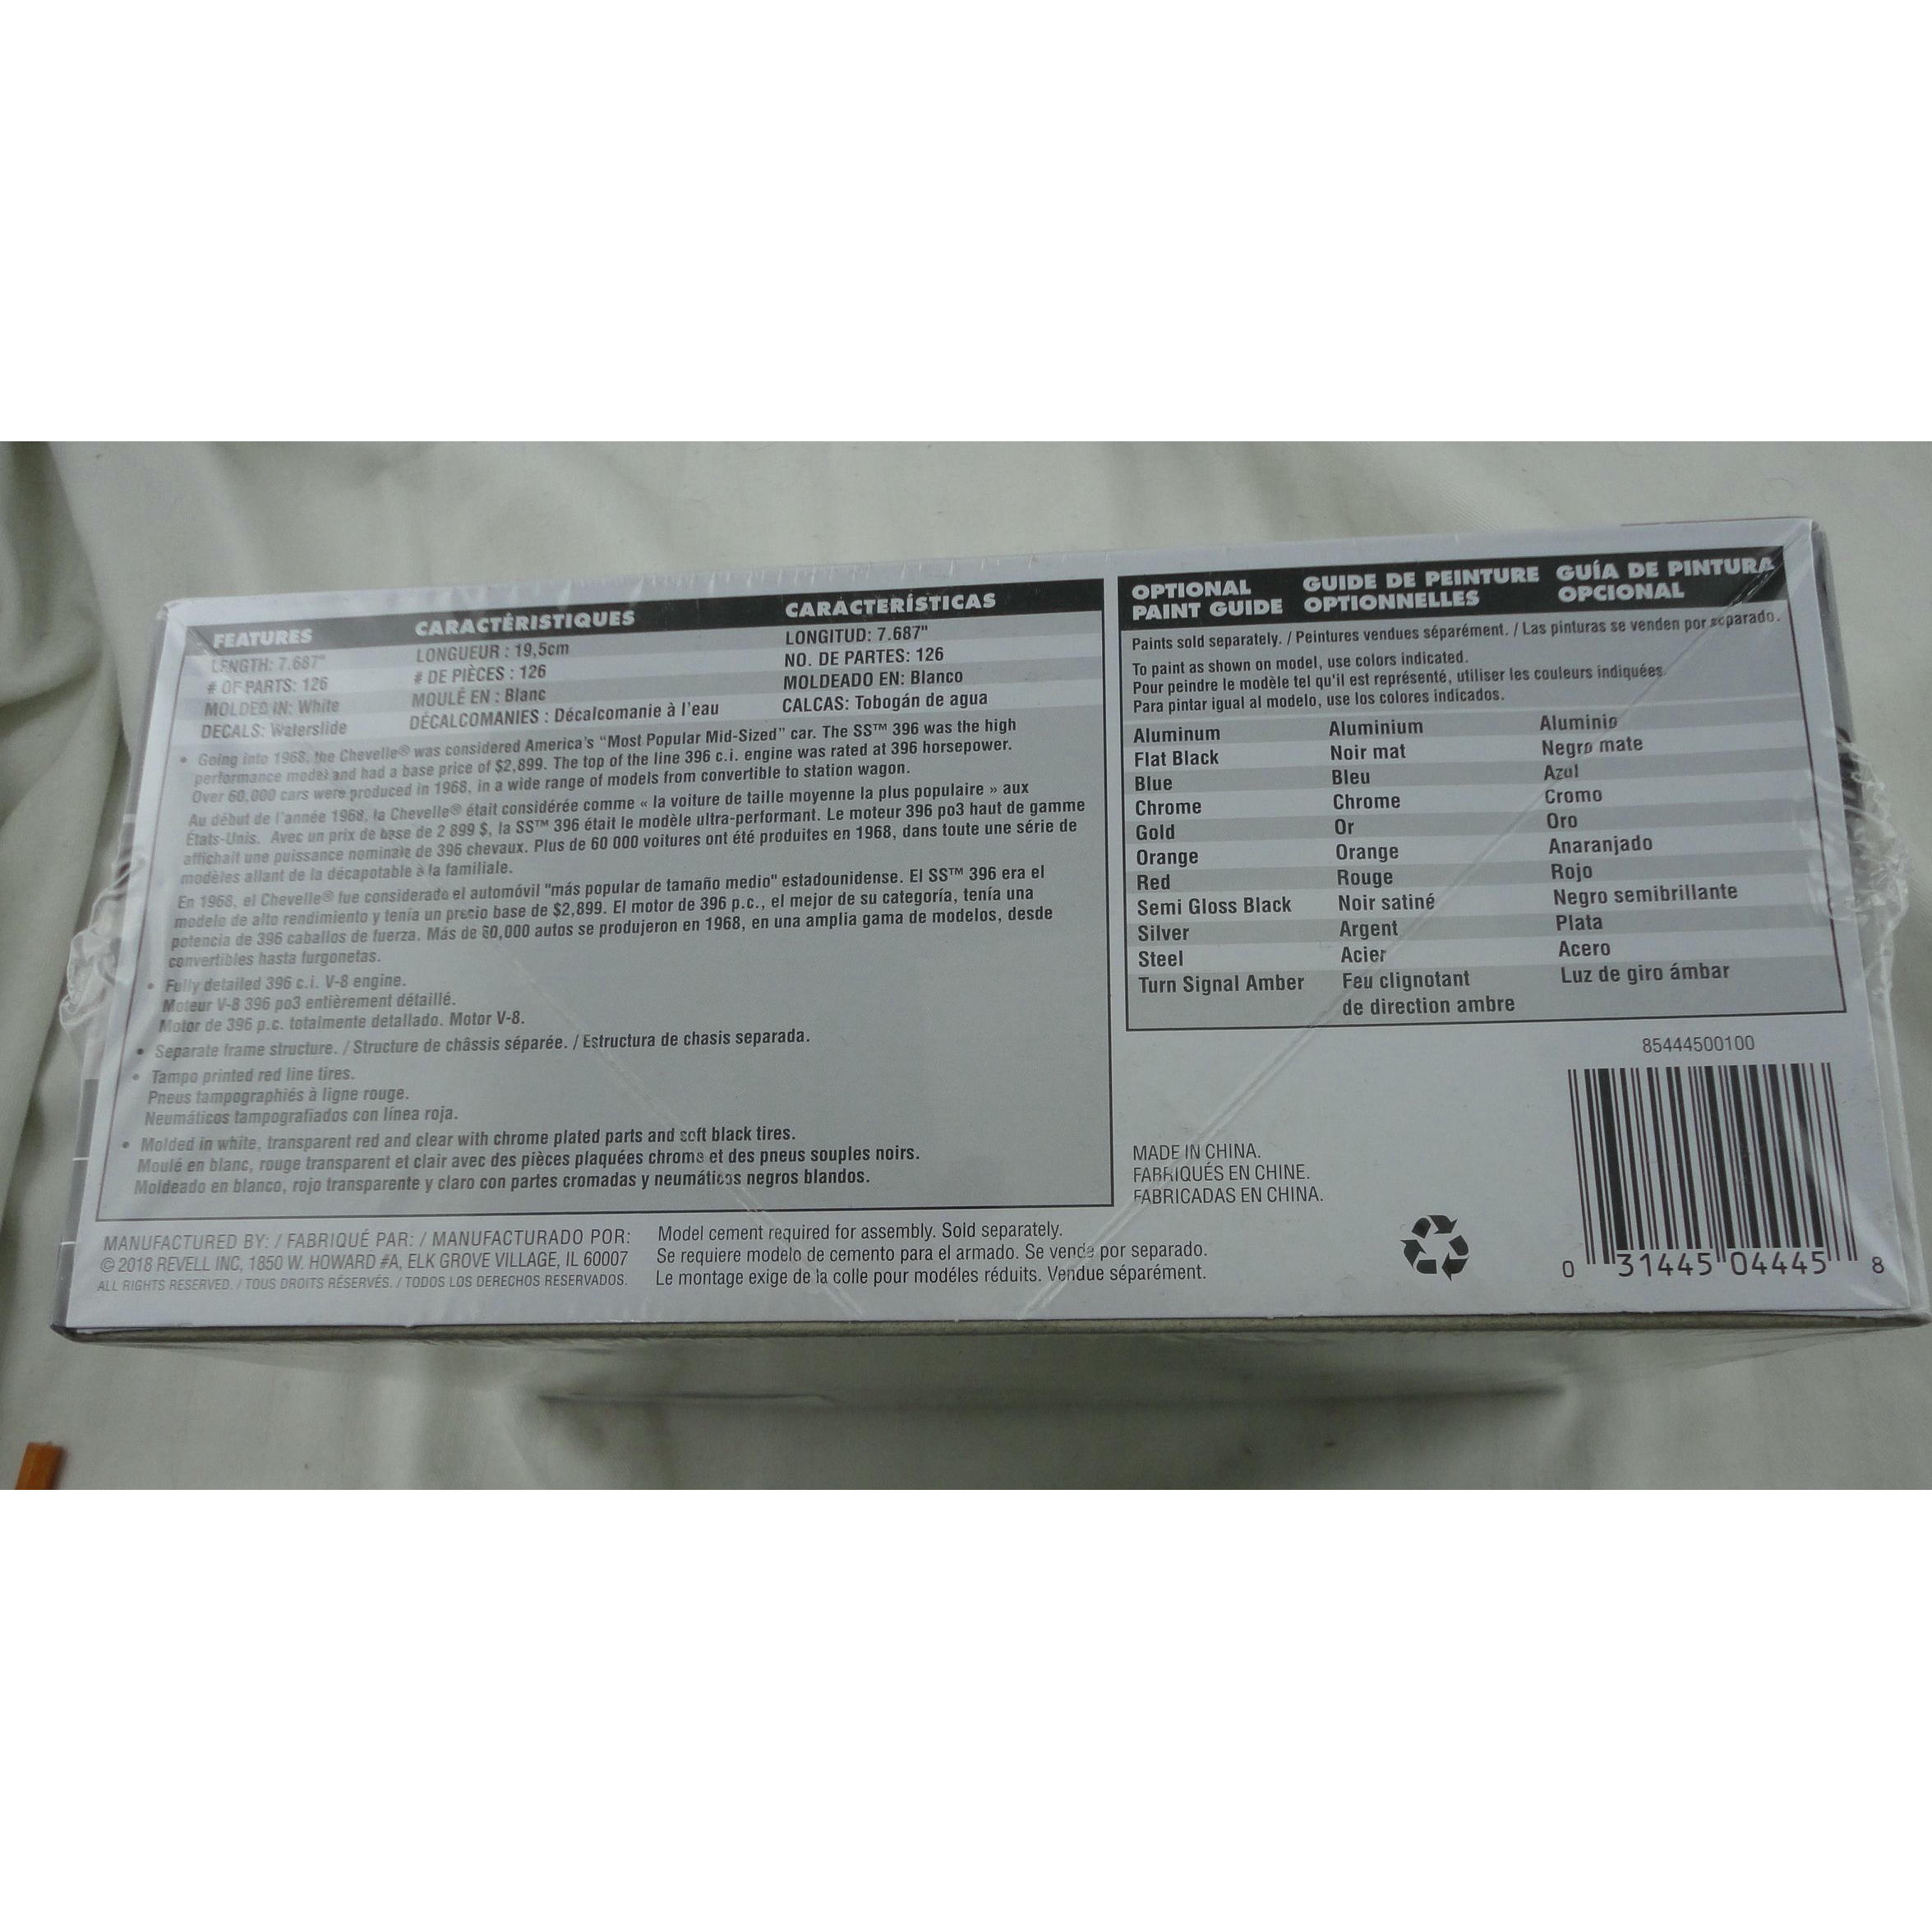 FEATURES
LENGTH: 7.687"
# OF PARTS: 126
MOLDED IN: White
DECALS: Waterslide
CARACTÉRISTIQUES
LONGUEUR : 19,5cm
# DE PIÈCES : 126
MOULÉ EN : Blanc
DÉCALCOMANIES : Décalcomanie à l'eau
CARACTERÍSTICAS
LONGITUD: 7.687"
NO. DE PARTES: 126
MOLDEADO EN: Blanco
CALCAS: Tobogán de agua
• Going into 1968, the Chevelle® was considered America's "Most Popular Mid-Sized" car. The SS™ 396 was the high
performance model and had a base price of $2,899. The top of the line 396 c.i. engine was rated at 396 horsepower.
Over 60,000 cars were produced in 1968, in a wide range of models from convertible to station wagon.
Au début de l'année 1968, la Chevelle® était considérée comme « la voiture de taille moyenne la plus populaire » aux
États-Unis. Avec un prix de base de 2 899 $, la SS™ 396 était le modèle ultra-performant. Le moteur 396 po3 haut de gamme
affichait une puissance nominale de 396 chevaux. Plus de 60 000 voitures ont été produites en 1968, dans toute une série de
modèles allant de la décapotable à la familiale.
En 1968, el Chevelle® fue considerado el automóvil "más popular de tamaño medio" estadounidense. El SS™ 396 era el
modelo de alto rendimiento y tenía un precio base de $2,899. El motor de 396 p.c., el mejor de su categoría, tenía una
potencia de 396 caballos de fuerza. Más de 60,000 autos se produjeron en 1968, en una amplia gama de modelos, desde
convertibles hasta furgonetas.
• Fully detailed 396 c.i. V-8 engine.
Moteur V-8 396 po3 entièrement détaillé.
Motor de 396 p.c. totalmente detallado. Motor V-8.
• Separate frame structure. / Structure de châssis séparée. / Estructura de chasis separada.
• Tampo printed red line tires.
Pneus tampographiés à ligne rouge.
Neumáticos tampografiados con línea roja.
• Molded in white, transparent red and clear with chrome plated parts and soft black tires.
Moulé en blanc, rouge transparent et clair avec des pièces plaquées chrome et des pneus souples noirs.
Moldeado en blanco, rojo transparente y claro con partes cromadas y neumáticos negros blandos.
MANUFACTURED BY: / FABRIQUÉ PAR: / MANUFACTURADO POR:
© 2018 REVELL INC, 1850 W. HOWARD #A, ELK GROVE VILLAGE, IL 60007
ALL RIGHTS RESERVED. / TOUS DROITS RÉSERVÉS. / TODOS LOS DERECHOS RESERVADOS.
Model cement required for assembly. Sold separately.
Se requiere modelo de cemento para el armado. Se vende por separado.
Le montage exige de la colle pour modéles réduits. Vendue séparément.
OPTIONAL
PAINT GUIDE
GUIDE DE PEINTURE
OPTIONNELLES
GUÍA DE PINTURA
OPCIONAL
Paints sold separately. / Peintures vendues séparément. / Las pinturas se venden por separado.
To paint as shown on model, use colors indicated.
Pour peindre le modèle tel qu'il est représenté, utiliser les couleurs indiquées.
Para pintar igual al modelo, use los colores indicados.
Aluminum Aluminium Aluminio
Flat Black Noir mat Negro mate
Blue Bleu Azul
Chrome Chrome Cromo
Gold Or Oro
Orange Orange Anaranjado
Red Rouge Rojo
Semi Gloss Black Noir satiné Negro semibrillante
Silver Argent Plata
Steel Acier Acero
Turn Signal Amber Feu clignotant Luz de giro ámbar
de direction ambre
85444500100
MADE IN CHINA.
FABRIQUÉS EN CHINE.
FABRICADAS EN CHINA.
0 31445 04445 8